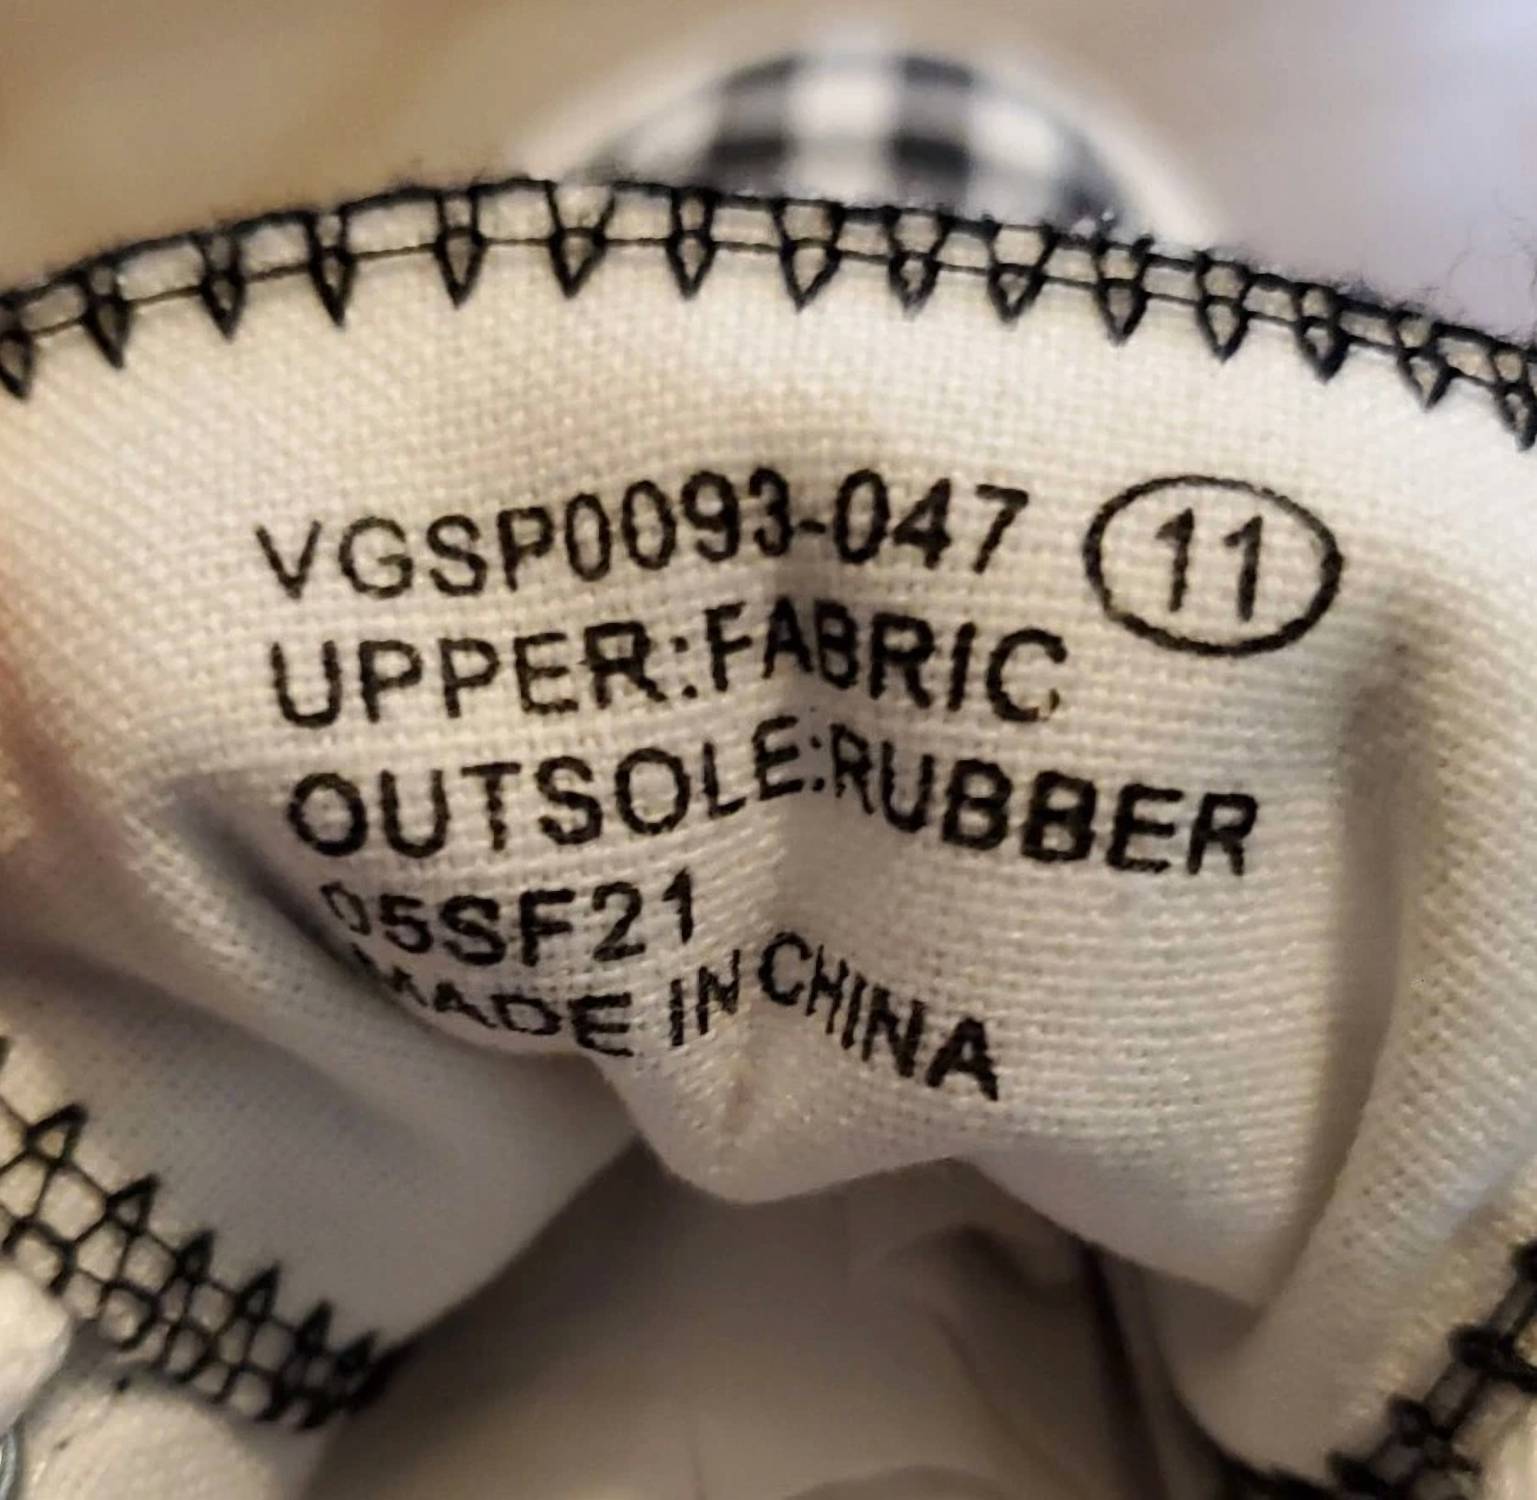 VGSP0093-047 11
UPPER:FABRIC
OUTSOLE:RUBBER
05SF21
MADE IN CHINA